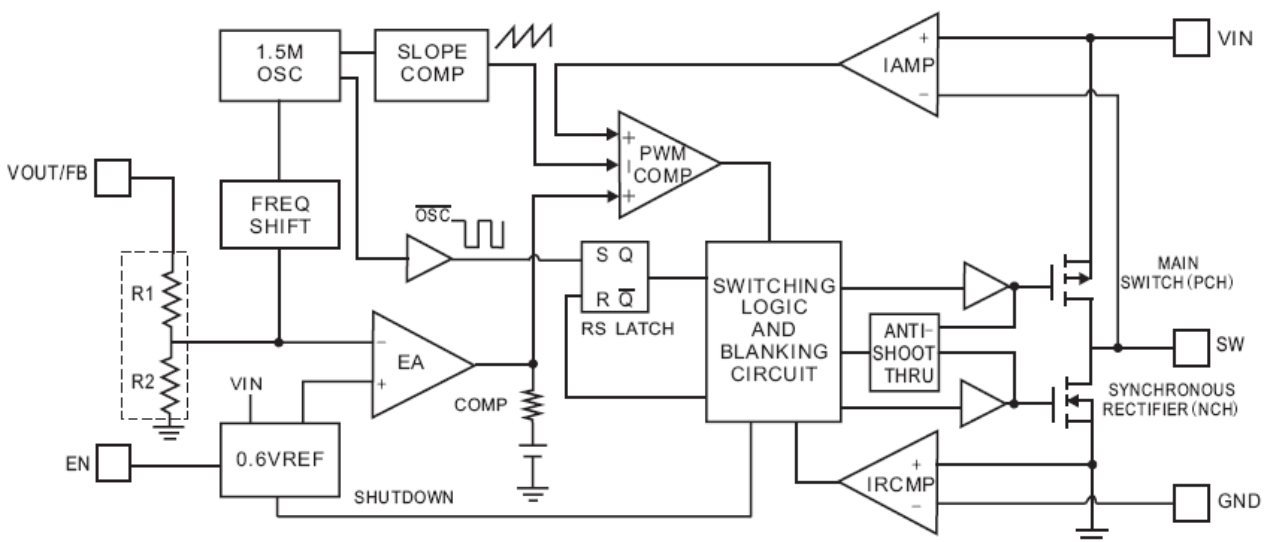 1.5M
OSC
SLOPE
COMP
+
IAMP
−
VIN
VOUT/FB
FREQ
SHIFT
+
−
+
PWM
COMP
OSC
S Q
R Q
RS LATCH
SWITCHING
LOGIC
AND
BLANKING
CIRCUIT
MAIN
SWITCH(PCH)
ANTI-
SHOOT
THRU
SW
SYNCHRONOUS
RECTIFIER(NCH)
R1
R2
−
EA
+
COMP
VIN
EN
0.6VREF
SHUTDOWN
+
IRCMP
−
GND